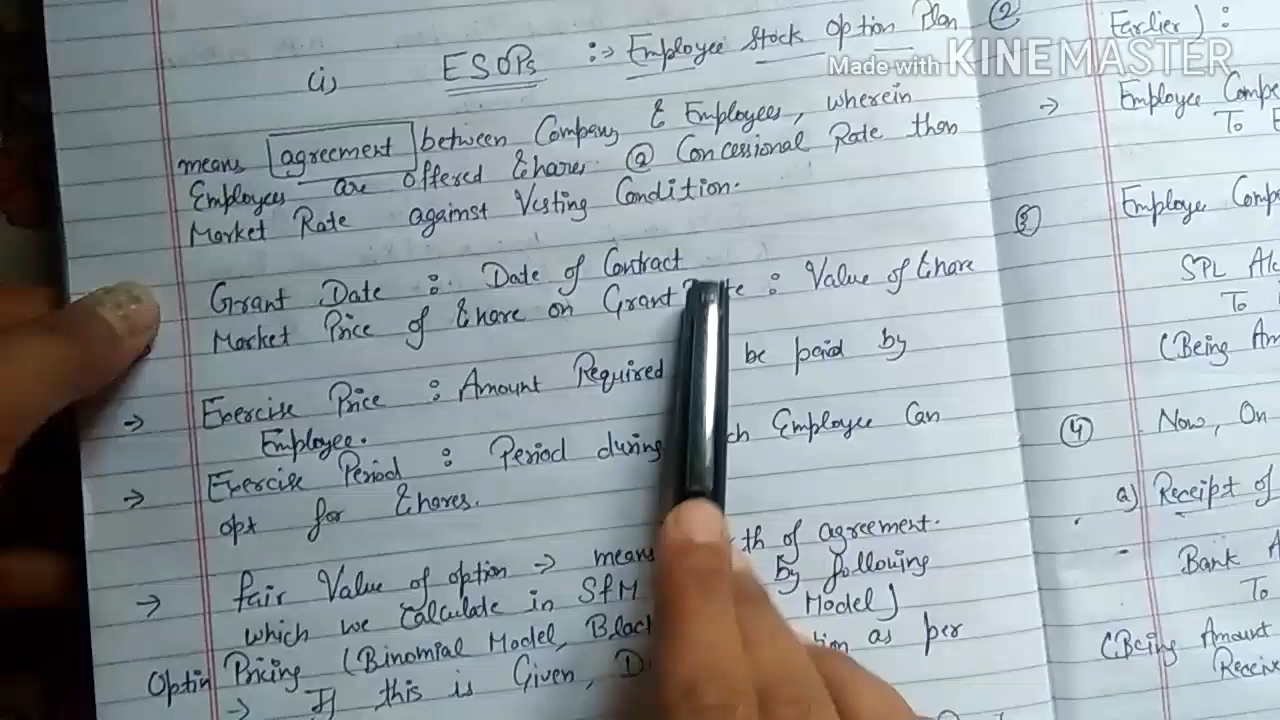 (i) ESOPs :→ Employee Stock Option Plan
Made with KINEMASTER
means agreement between Company & Employees, wherein
Employees are offered Shares @ Concessional Rate than
Market Rate against Vesting Condition.
Grant Date : Date of Contract
Market Price of Share on Grant : Value of Share
→ Exercise Price : Amount Required be paid by
Employee.
→ Exercise Period : Period during Employee Can
opt for Shares.
→ Fair Value of option → means of agreement.
which we Calculate in SFM by following
Optin Pricing (Binomial Model, Model)
→ If this is Given, as per
②
Earlier) :
→ Employee
To
③ Employee
SPL
To
(Being
④ Now, On
a) Receipt of
Bank
To
(Being Amount